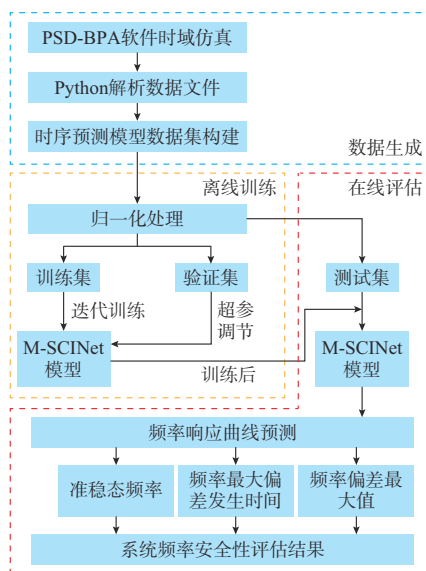 PSD-BPA软件时域仿真
Python解析数据文件
时序预测模型数据集构建
数据生成
离线训练
在线评估
归一化处理
训练集
验证集
测试集
迭代训练
超参
调节
M-SCINet
模型
训练后
M-SCINet
模型
频率响应曲线预测
准稳态频率
频率最大偏
差发生时间
频率偏差最
大值
系统频率安全性评估结果